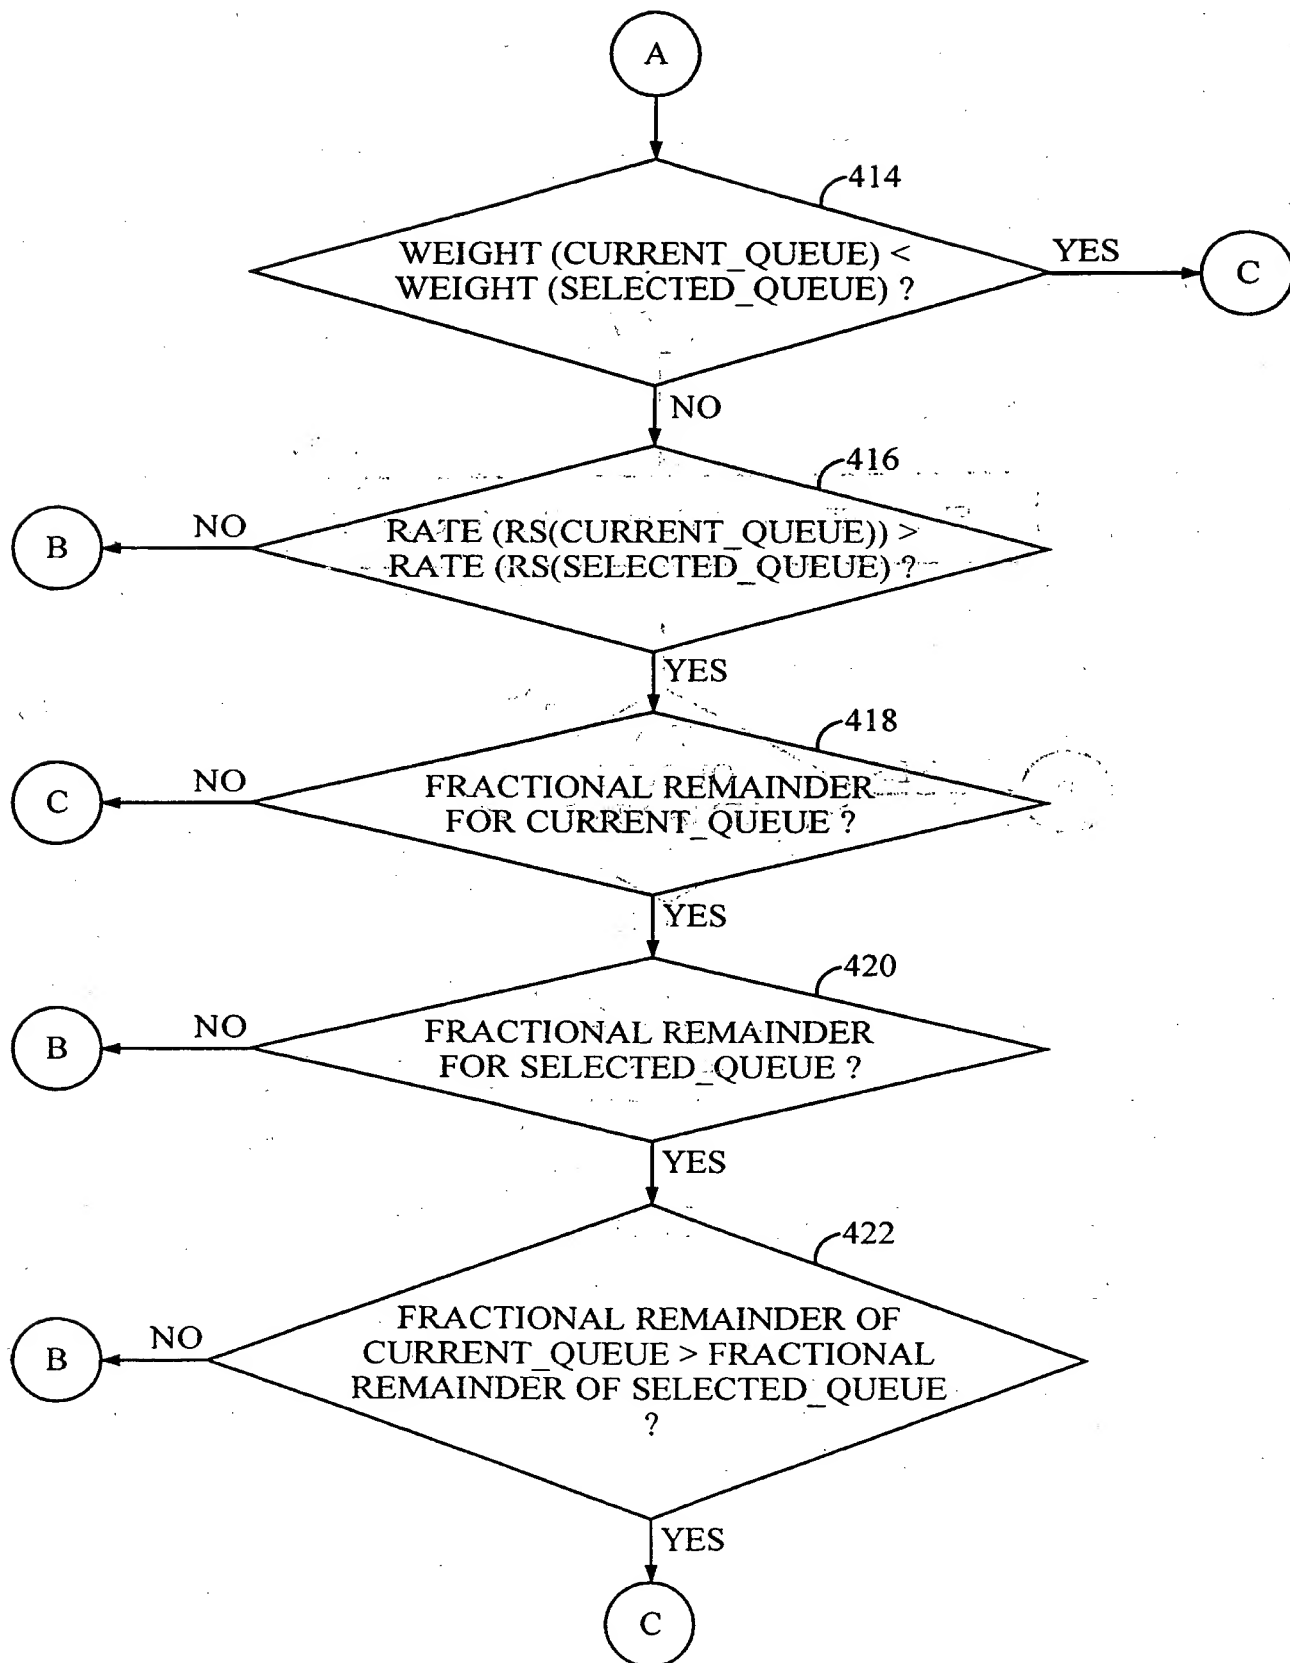 A
414
WEIGHT (CURRENT_QUEUE) <
WEIGHT (SELECTED_QUEUE) ?
YES
C
NO
416
RATE (RS(CURRENT_QUEUE)) >
RATE (RS(SELECTED_QUEUE) ?
NO
B
YES
418
FRACTIONAL REMAINDER
FOR CURRENT_QUEUE ?
NO
C
YES
420
FRACTIONAL REMAINDER
FOR SELECTED_QUEUE ?
NO
B
YES
422
FRACTIONAL REMAINDER OF
CURRENT_QUEUE > FRACTIONAL
REMAINDER OF SELECTED_QUEUE
?
NO
B
YES
C